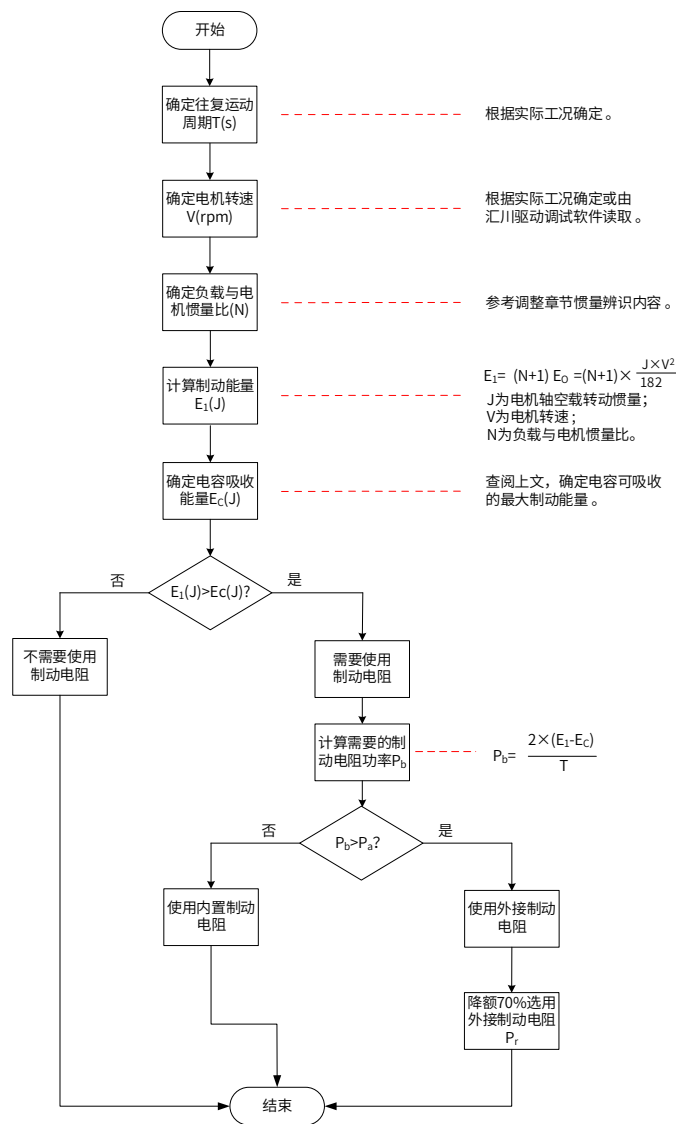 开始
确定往复运动
周期T(s)
根据实际工况确定。
确定电机转速
V(rpm)
根据实际工况确定或由
汇川驱动调试软件读取。
确定负载与电
机惯量比(N)
参考调整章节惯量辨识内容。
计算制动能量
E₁(J)
E₁= (N+1) E₀ =(N+1)× J×V²
182
J为电机轴空载转动惯量；
V为电机转速；
N为负载与电机惯量比。
确定电容吸收
能量E_C(J)
查阅上文，确定电容可吸收
的最大制动能量。
否
E₁(J)>Ec(J)?
是
不需要使用
制动电阻
需要使用
制动电阻
计算需要的制
动电阻功率P_b
P_b= 2×(E₁-E_C)
T
否
P_b>P_a?
是
使用内置制动
电阻
使用外接制动
电阻
降额70%选用
外接制动电阻
P_r
结束